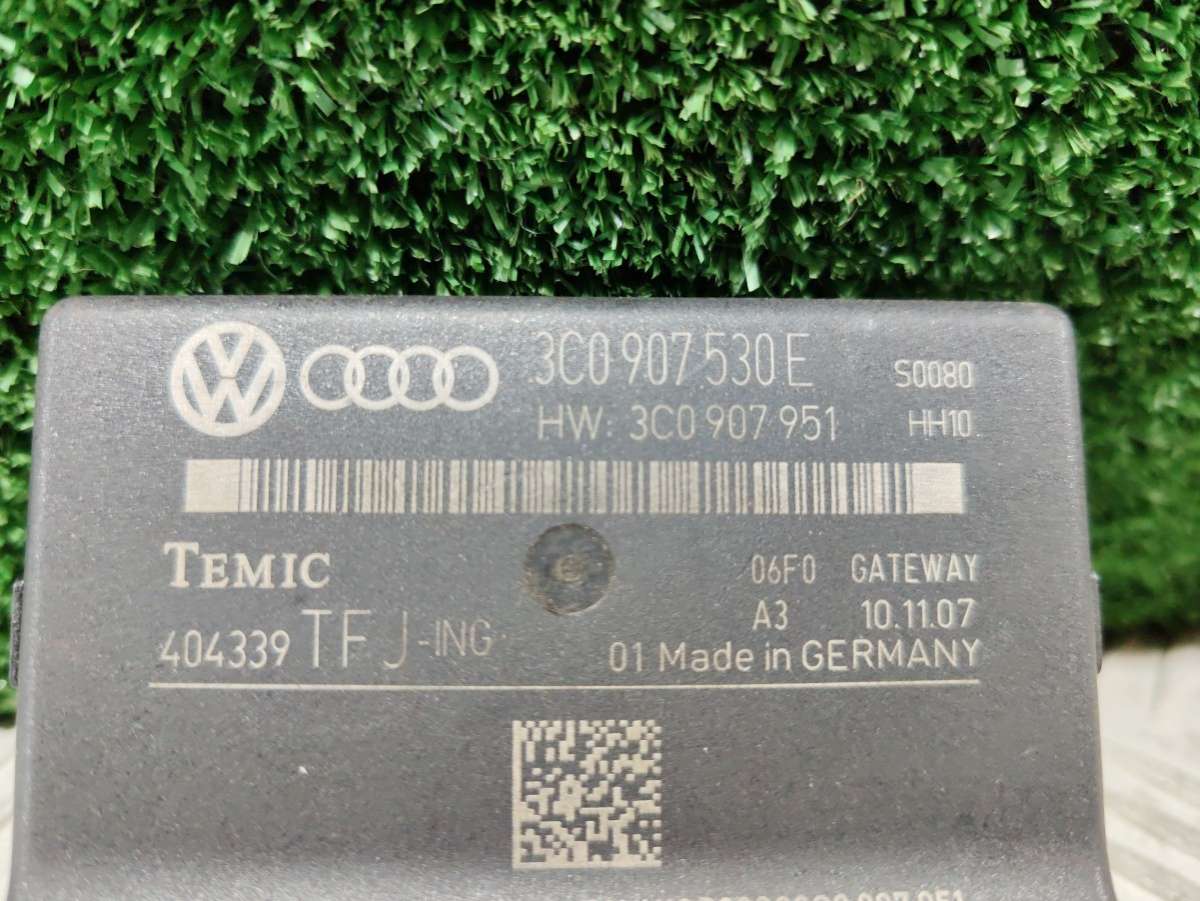 3C0 907 530 E S0080
HW: 3C0 907 951 HH10
TEMIC 06F0 GATEWAY
A3 10.11.07
404339 TFJ-ING 01 Made in GERMANY